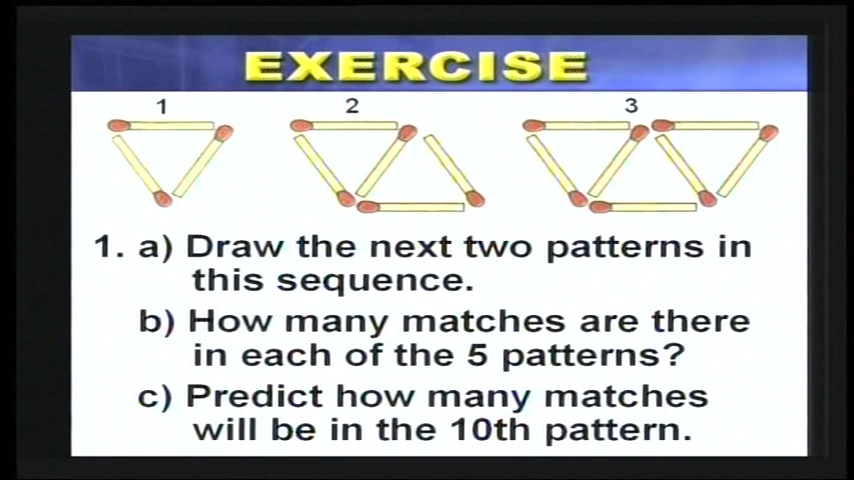 EXERCISE
1 2 3
1. a) Draw the next two patterns in
this sequence.
b) How many matches are there
in each of the 5 patterns?
c) Predict how many matches
will be in the 10th pattern.